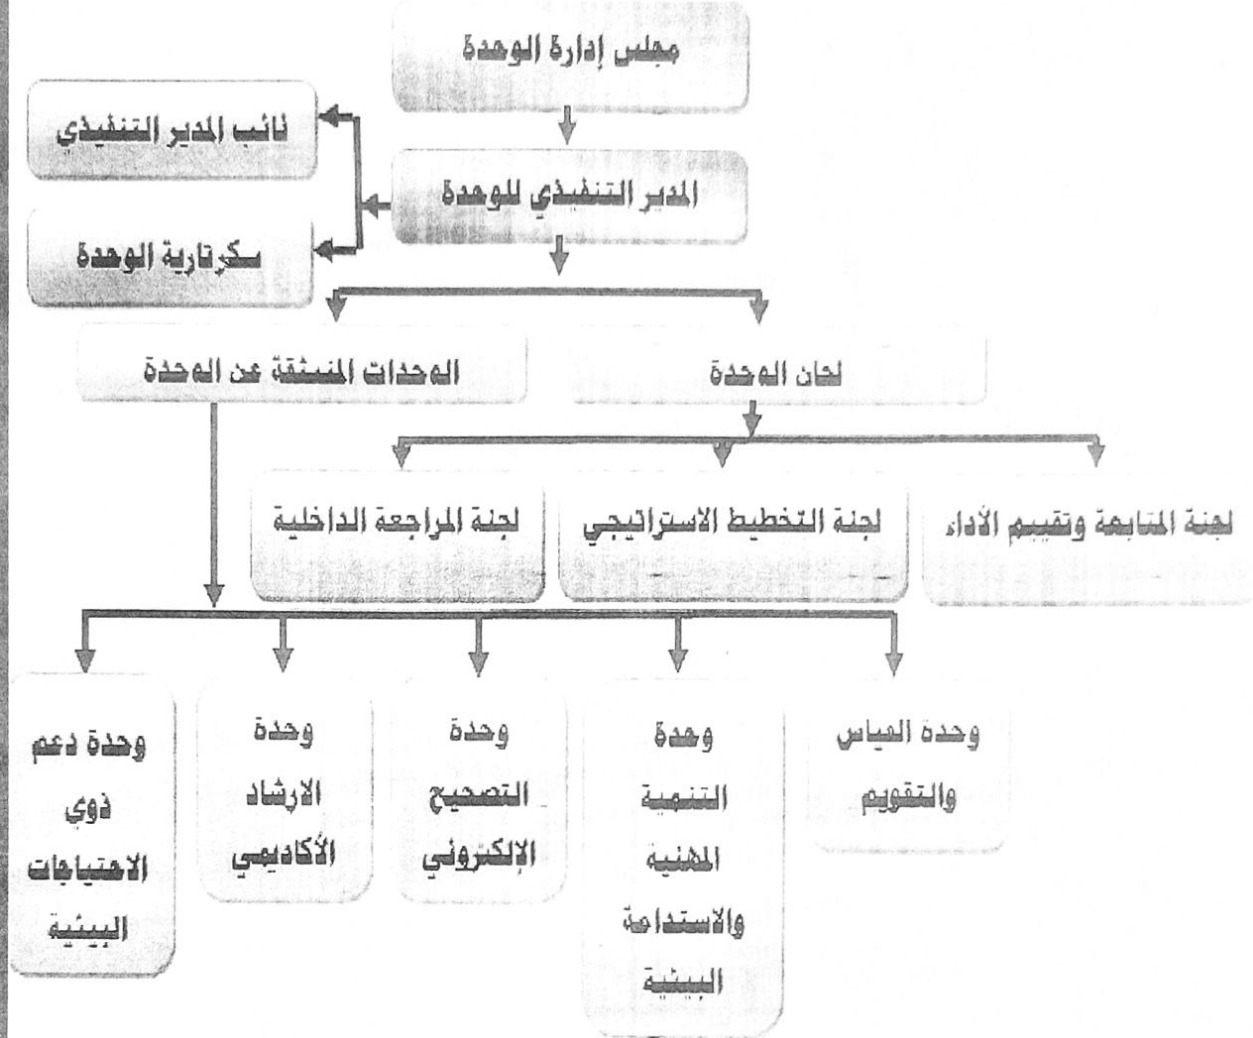 مجلس إدارة الوحدة
نائب المدير التنفيذي
المدير التنفيذي للوحدة
سكرتارية الوحدة
لجان الوحدة
الوحدات المنبثقة عن الوحدة
لجنة المتابعة وتقييم الأداء
لجنة التخطيط الاستراتيجي
لجنة المراجعة الداخلية
وحدة القياس
والتقويم
وحدة
التنمية
المهنية
والاستدامة
البيئية
وحدة
التصحيح
الإلكتروني
وحدة
الارشاد
الأكاديمي
وحدة دعم
ذوي
الاحتياجات
البيئية